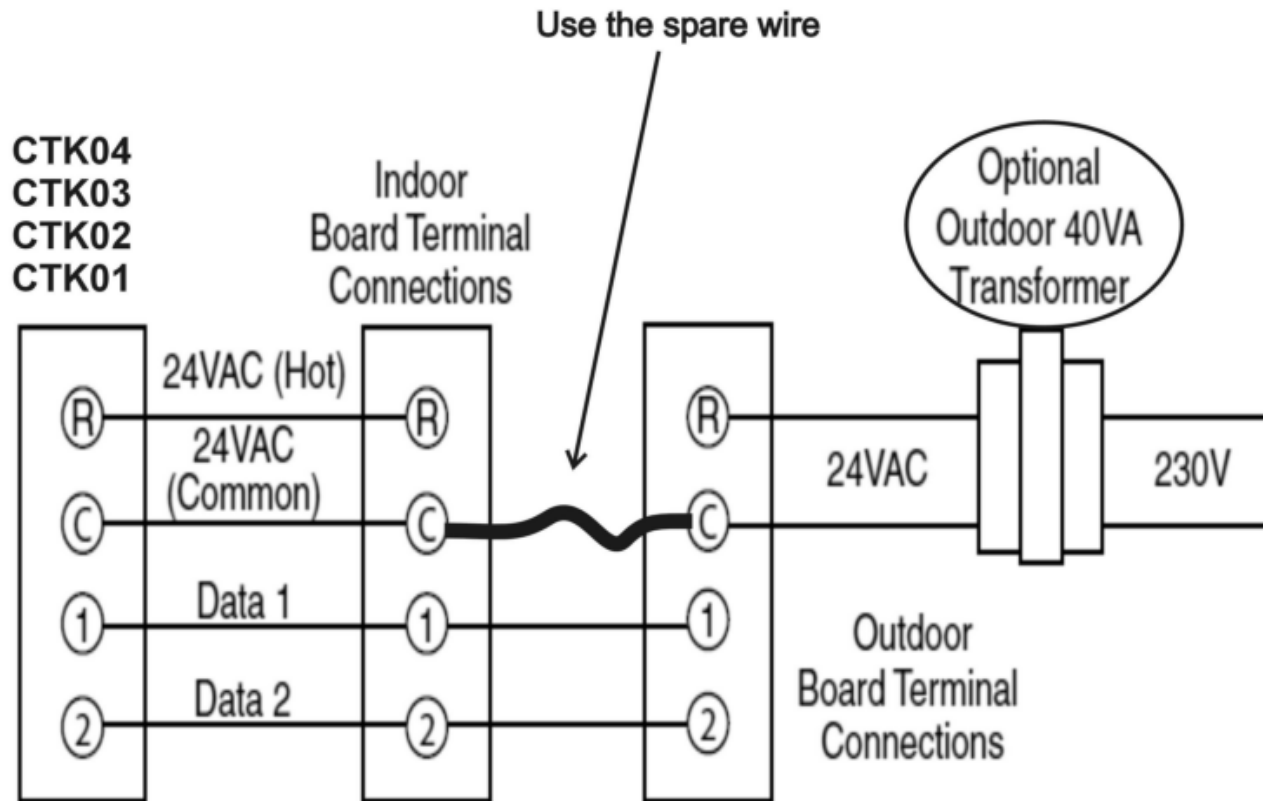 Use the spare wire
CTK04
CTK03
CTK02
CTK01
Indoor
Board Terminal
Connections
Optional
Outdoor 40VA
Transformer
24VAC (Hot)
R
R
R
24VAC
(Common)
24VAC
230V
C
C
C
Data 1
1
1
1
Data 2
2
2
2
Outdoor
Board Terminal
Connections